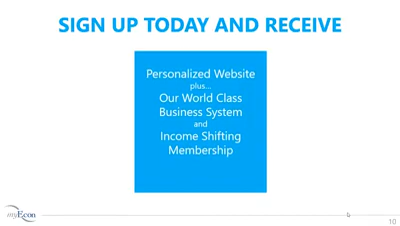 SIGN UP TODAY AND RECEIVE
Personalized Website
plus...
Our World Class
Business System
and
Income Shifting
Membership
myEcon
10